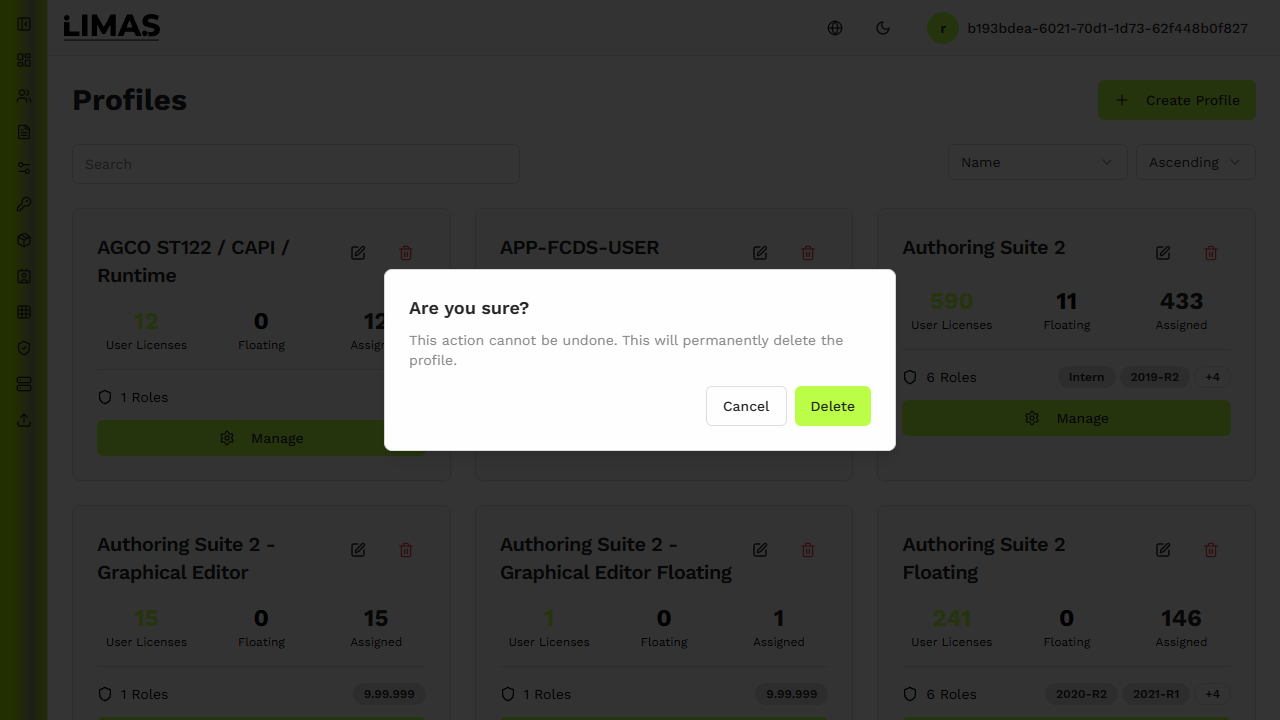 LIMAS
r
b193bdea-6021-70d1-1d73-62f448b0f827
Profiles
Create Profile
Search
Name
Ascending
AGCO ST122 / CAPI /
Runtime
12
User Licenses
0
Floating
12
1 Roles
Manage
APP-FCDS-USER
Authoring Suite 2
590
User Licenses
11
Floating
433
Assigned
6 Roles
Intern
2019-R2
+4
Manage
Are you sure?
This action cannot be undone. This will permanently delete the
profile.
Cancel
Delete
Authoring Suite 2 -
Graphical Editor
15
User Licenses
0
Floating
15
Assigned
1 Roles
9.99.999
Authoring Suite 2 -
Graphical Editor Floating
1
User Licenses
0
Floating
1
Assigned
1 Roles
9.99.999
Authoring Suite 2
Floating
241
User Licenses
0
Floating
146
Assigned
6 Roles
2020-R2
2021-R1
+4